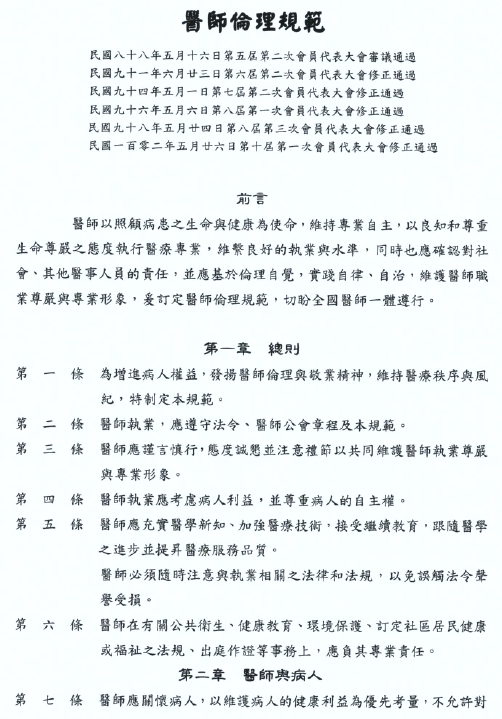 醫師倫理規範
民國八十八年五月十六日第五屆第二次會員代表大會審議通過
民國九十一年六月廿三日第六屆第二次會員代表大會修正通過
民國九十四年五月一日第七屆第二次會員代表大會修正通過
民國九十六年五月六日第八屆第一次會員代表大會修正通過
民國九十八年五月廿四日第八屆第三次會員代表大會修正通過
民國一百零二年五月廿六日第十屆第一次會員代表大會修正通過
前言
醫師以照顧病患之生命與健康為使命，維持專業自主，以良知和尊重
生命尊嚴之態度執行醫療專業，維繫良好的執業與水準，同時也應確認對社
會、其他醫事人員的責任，並應基於倫理自覺，實踐自律、自治，維護醫師職
業尊嚴與專業形象，爰訂定醫師倫理規範，切盼全國醫師一體遵行。
第一章 總則
第 一 條 為增進病人權益，發揚醫師倫理與敬業精神，維持醫療秩序與風
紀，特制定本規範。
第 二 條 醫師執業，應遵守法令、醫師公會章程及本規範。
第 三 條 醫師應謹言慎行，態度誠懇並注意禮節以共同維護醫師執業尊嚴
與專業形象。
第 四 條 醫師執業應考慮病人利益，並尊重病人的自主權。
第 五 條 醫師應充實醫學新知、加強醫療技術，接受繼續教育，跟隨醫學
之進步並提昇醫療服務品質。
醫師必須隨時注意與執業相關之法律和法規，以免誤觸法令聲
譽受損。
第 六 條 醫師在有關公共衛生、健康教育、環境保護、訂定社區居民健康
或福祉之法規、出庭作證等事務上，應負其專業責任。
第二章 醫師與病人
第 七 條 醫師應關懷病人，以維護病人的健康利益為優先考量，不允許對